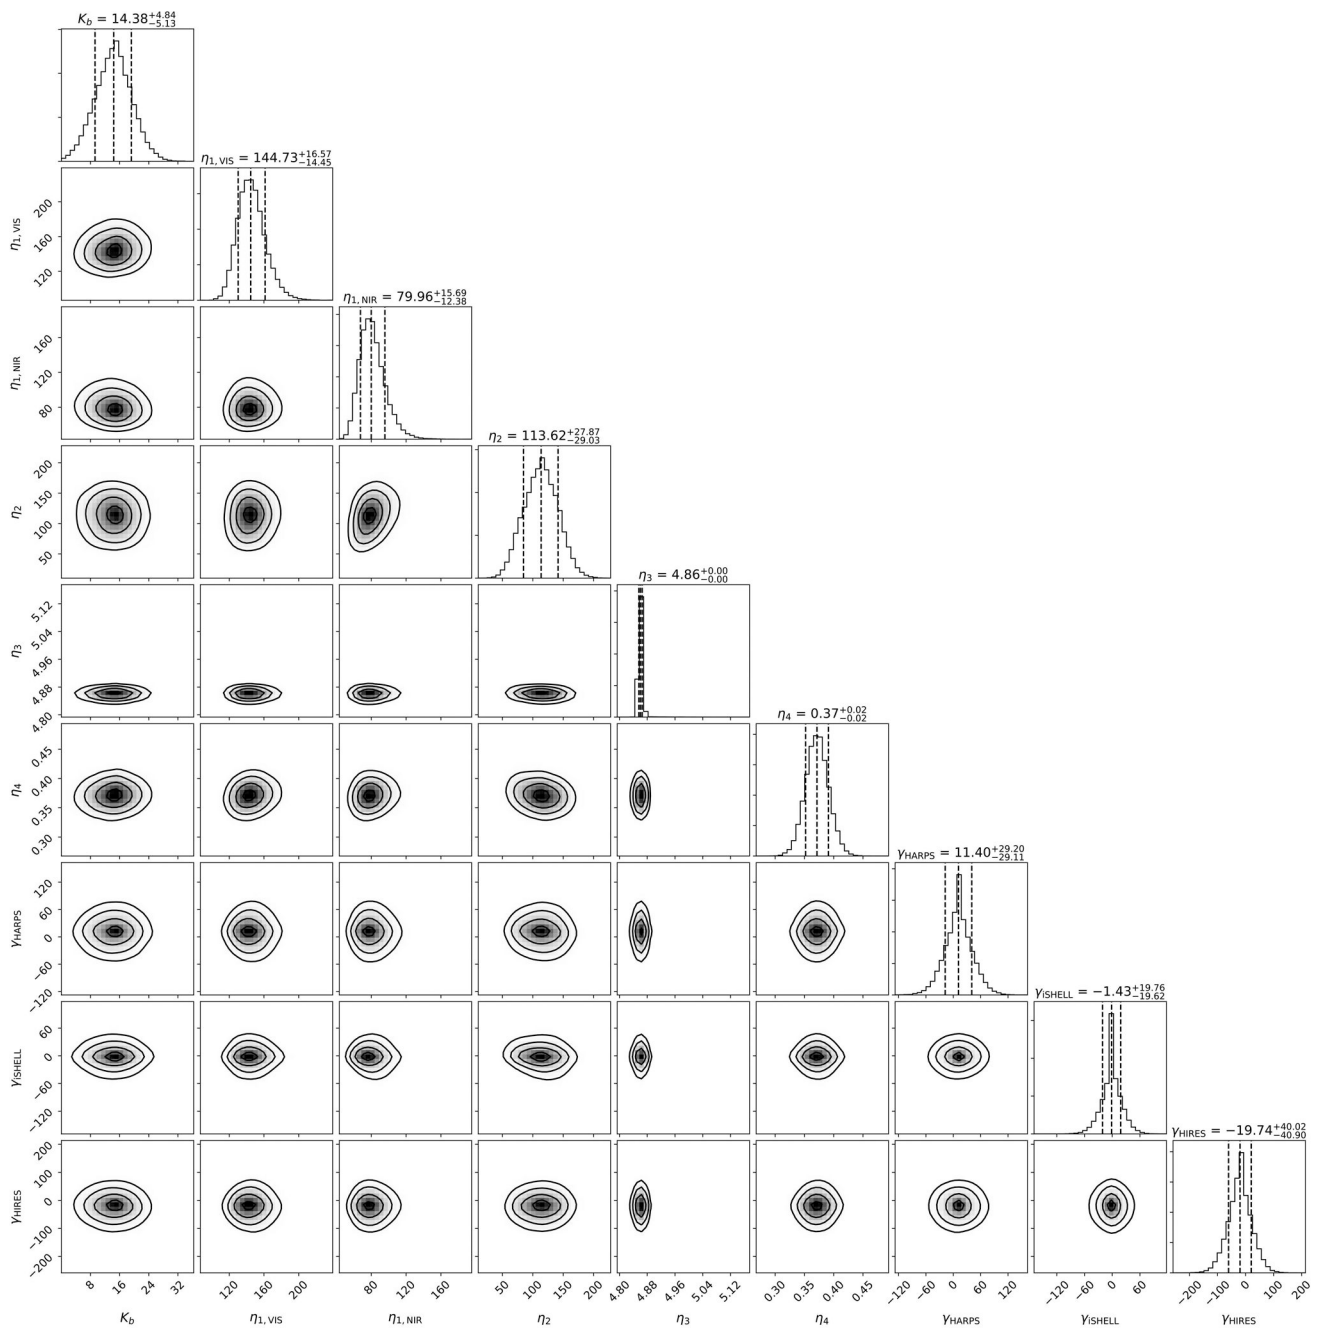 K_b = 14.38^{+4.84}_{-5.13}
η_{1,VIS} = 144.73^{+16.57}_{-14.45}
200
160
120
η_{1,VIS}
η_{1,NIR} = 79.96^{+15.69}_{-12.38}
160
120
80
η_{1,NIR}
η_2 = 113.62^{+27.87}_{-29.03}
200
150
100
50
η_2
η_3 = 4.86^{+0.00}_{-0.00}
5.12
5.04
4.96
4.88
4.80
η_3
η_4 = 0.37^{+0.02}_{-0.02}
0.45
0.40
0.35
0.30
η_4
γ_{HARPS} = 11.40^{+29.20}_{-29.11}
120
60
0
−60
−120
γ_{HARPS}
γ_{iSHELL} = −1.43^{+19.76}_{-19.62}
60
0
−60
−120
γ_{iSHELL}
γ_{HIRES} = −19.74^{+40.02}_{-40.90}
200
100
0
−100
−200
γ_{HIRES}
8 16 24 32 120 160 200 80 120 160 50 100 150 200 4.80 4.88 4.96 5.04 5.12 0.30 0.35 0.40 0.45 −120 −60 0 60 120 −120 −60 0 60 −200 −100 0 100 200
K_b η_{1,VIS} η_{1,NIR} η_2 η_3 η_4 γ_{HARPS} γ_{iSHELL} γ_{HIRES}